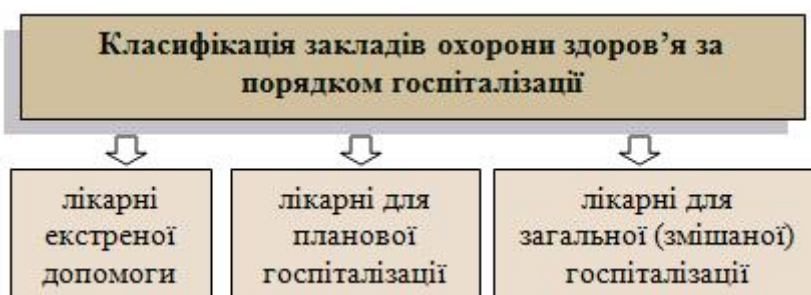 Класифікація закладів охорони здоров’я за
порядком госпіталізації
лікарні
екстреної
допомоги
лікарні для
планової
госпіталізації
лікарні для
загальної (змішаної)
госпіталізації